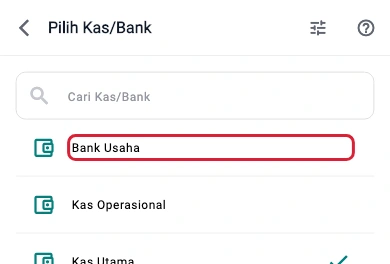 Pilih Kas/Bank
Cari Kas/Bank
Bank Usaha
Kas Operasional
Kas Utama